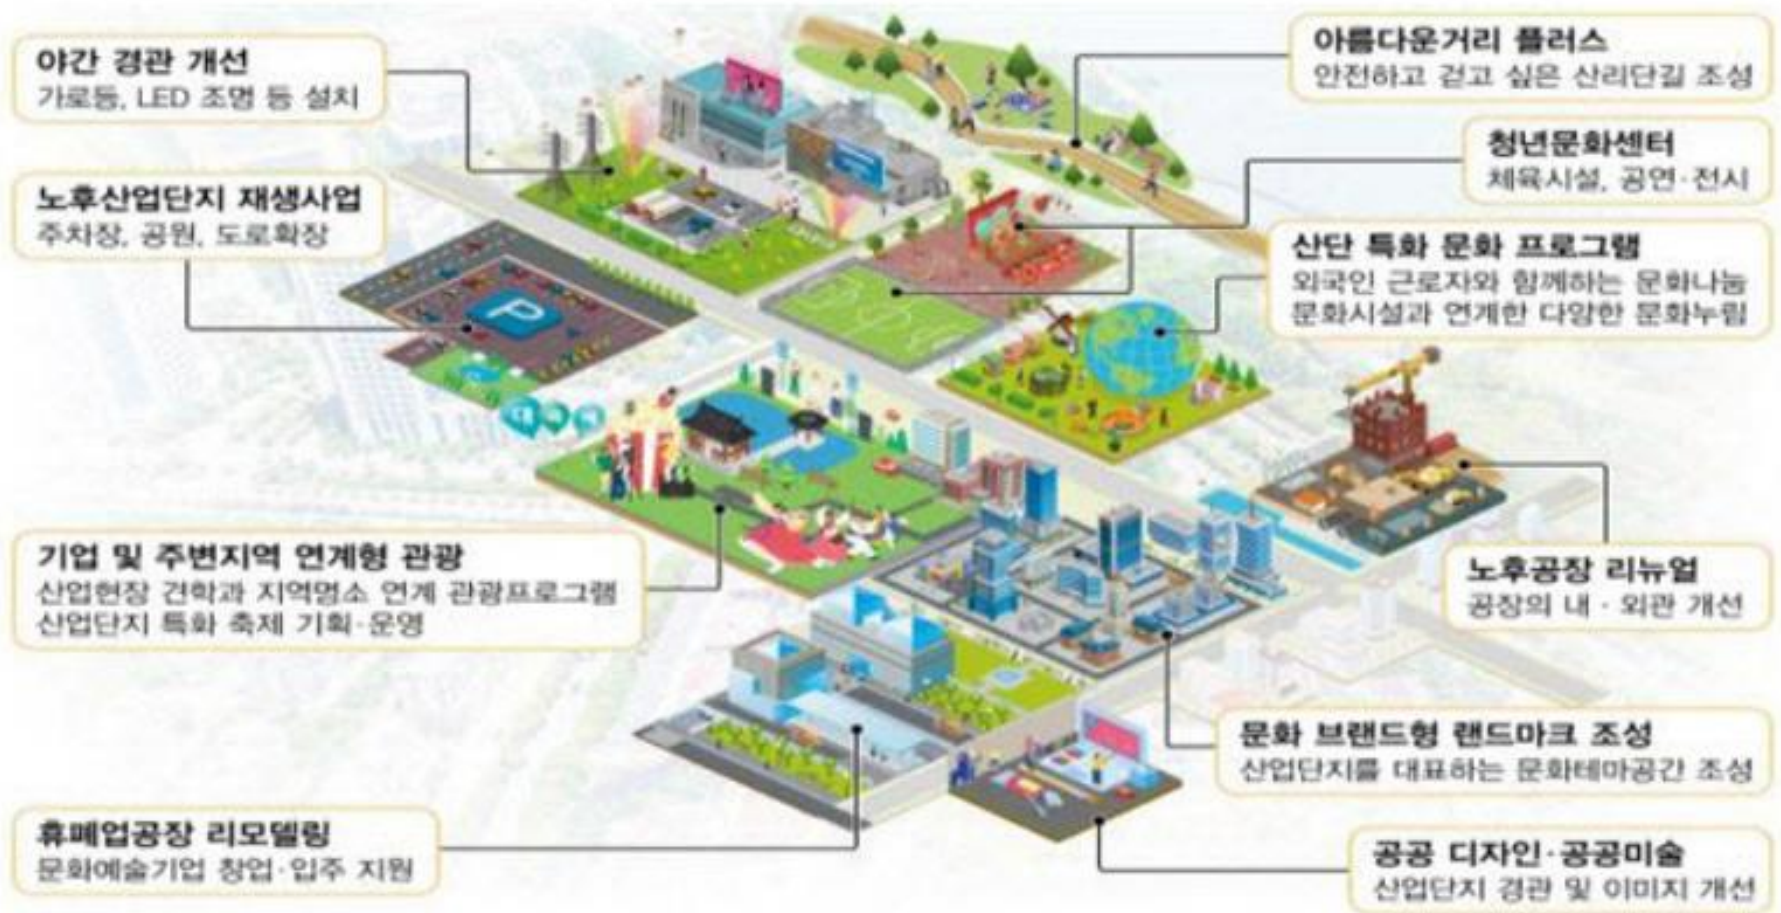 야간 경관 개선
가로등, LED 조명 등 설치
노후산업단지 재생사업
주차장, 공원, 도로확장
기업 및 주변지역 연계형 관광
산업현장 견학과 지역명소 연계 관광프로그램
산업단지 특화 축제 기획·운영
휴폐업공장 리모델링
문화예술기업 창업·입주 지원
아름다운거리 플러스
안전하고 걷고 싶은 산리단길 조성
청년문화센터
체육시설, 공연·전시
산단 특화 문화 프로그램
외국인 근로자와 함께하는 문화나눔
문화시설과 연계한 다양한 문화누림
노후공장 리뉴얼
공장의 내·외관 개선
문화 브랜드형 랜드마크 조성
산업단지를 대표하는 문화테마공간 조성
공공 디자인·공공미술
산업단지 경관 및 이미지 개선
P